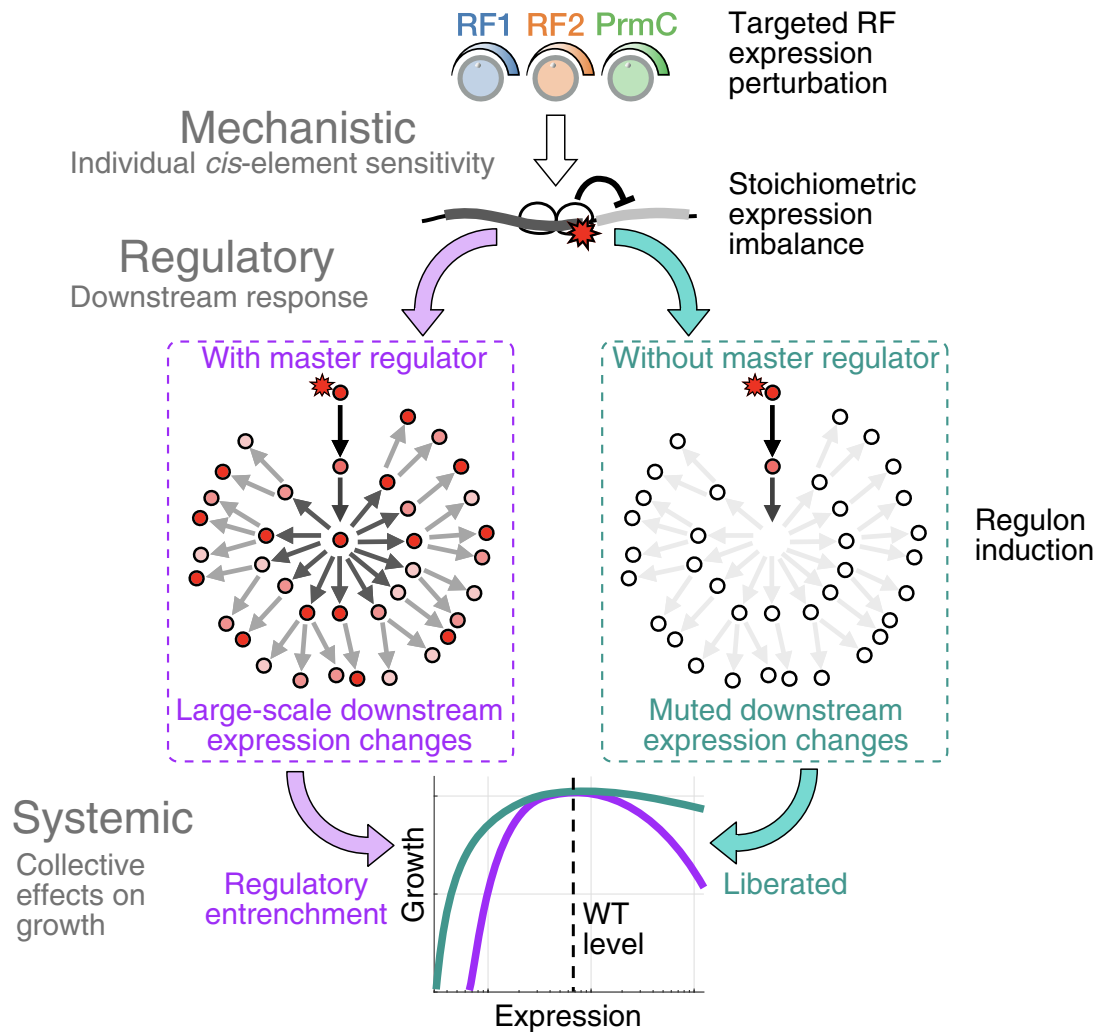 RF1 RF2 PrmC
Targeted RF
expression
perturbation
Mechanistic
Individual cis-element sensitivity
Stoichiometric
expression
imbalance
Regulatory
Downstream response
With master regulator
Without master regulator
Regulon
induction
Large-scale downstream
expression changes
Muted downstream
expression changes
Systemic
Collective
effects on
growth
Regulatory
entrenchment
Growth
WT
level
Liberated
Expression